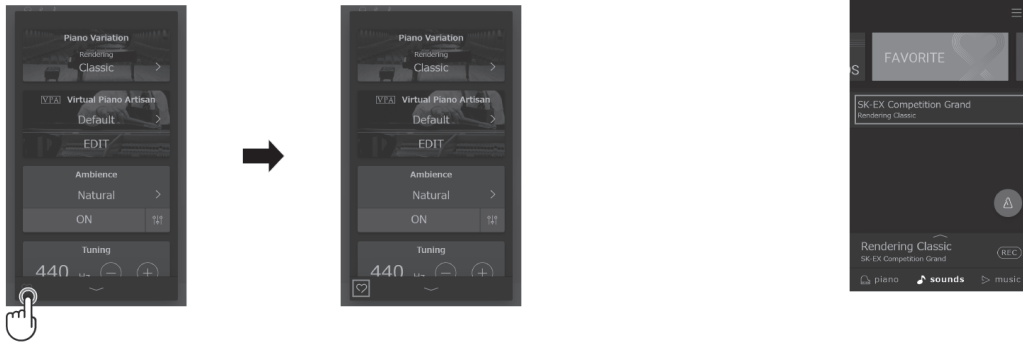 Piano Variation
Rendering
Classic
VPA Virtual Piano Artisan
Default
EDIT
Ambience
Natural
ON
Tuning
440 Hz
Piano Variation
Rendering
Classic
VPA Virtual Piano Artisan
Default
EDIT
Ambience
Natural
ON
Tuning
440 Hz
FAVORITE
SK-EX Competition Grand
Rendering Classic
Rendering Classic
SK-EX Competition Grand
REC
piano sounds music